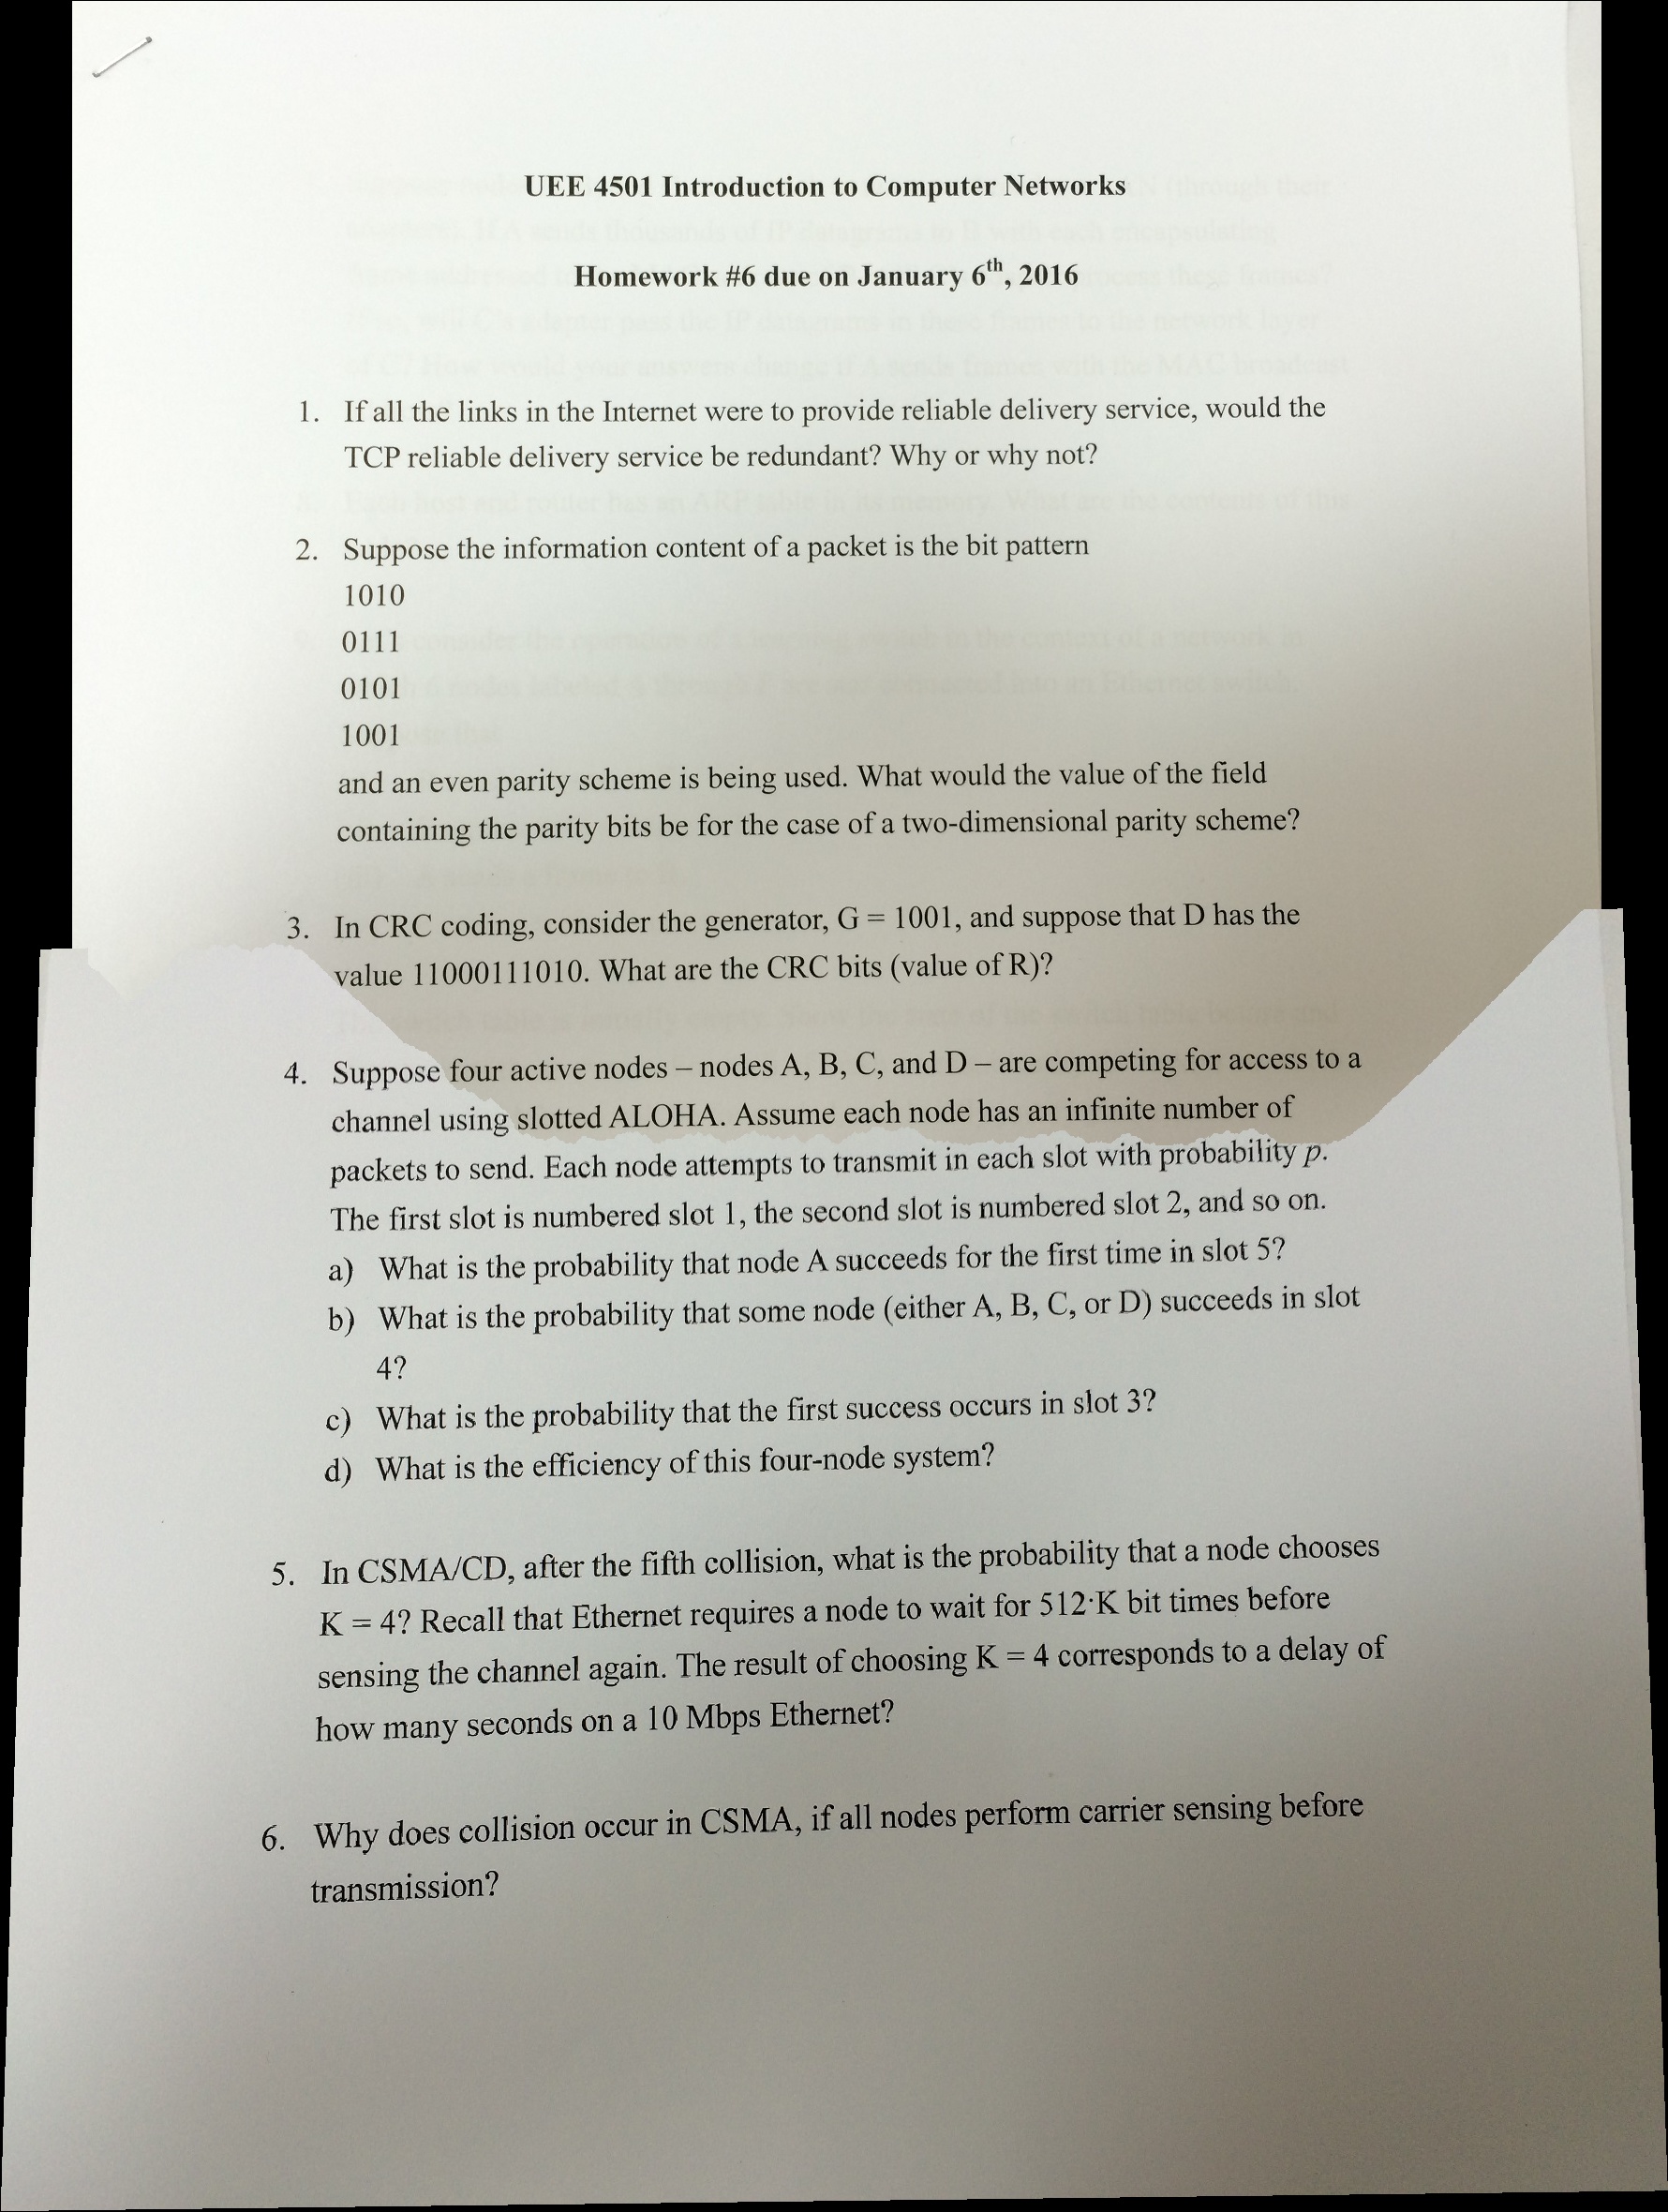 UEE 4501 Introduction to Computer Networks
Homework #6 due on January 6th, 2016
1. If all the links in the Internet were to provide reliable delivery service, would the
TCP reliable delivery service be redundant? Why or why not?
2. Suppose the information content of a packet is the bit pattern
1010
0111
0101
1001
and an even parity scheme is being used. What would the value of the field
containing the parity bits be for the case of a two-dimensional parity scheme?
3. In CRC coding, consider the generator, G = 1001, and suppose that D has the
value 11000111010. What are the CRC bits (value of R)?
4. Suppose four active nodes – nodes A, B, C, and D – are competing for access to a
channel using slotted ALOHA. Assume each node has an infinite number of
packets to send. Each node attempts to transmit in each slot with probability p.
The first slot is numbered slot 1, the second slot is numbered slot 2, and so on.
a) What is the probability that node A succeeds for the first time in slot 5?
b) What is the probability that some node (either A, B, C, or D) succeeds in slot
4?
c) What is the probability that the first success occurs in slot 3?
d) What is the efficiency of this four-node system?
5. In CSMA/CD, after the fifth collision, what is the probability that a node chooses
K = 4? Recall that Ethernet requires a node to wait for 512·K bit times before
sensing the channel again. The result of choosing K = 4 corresponds to a delay of
how many seconds on a 10 Mbps Ethernet?
6. Why does collision occur in CSMA, if all nodes perform carrier sensing before
transmission?